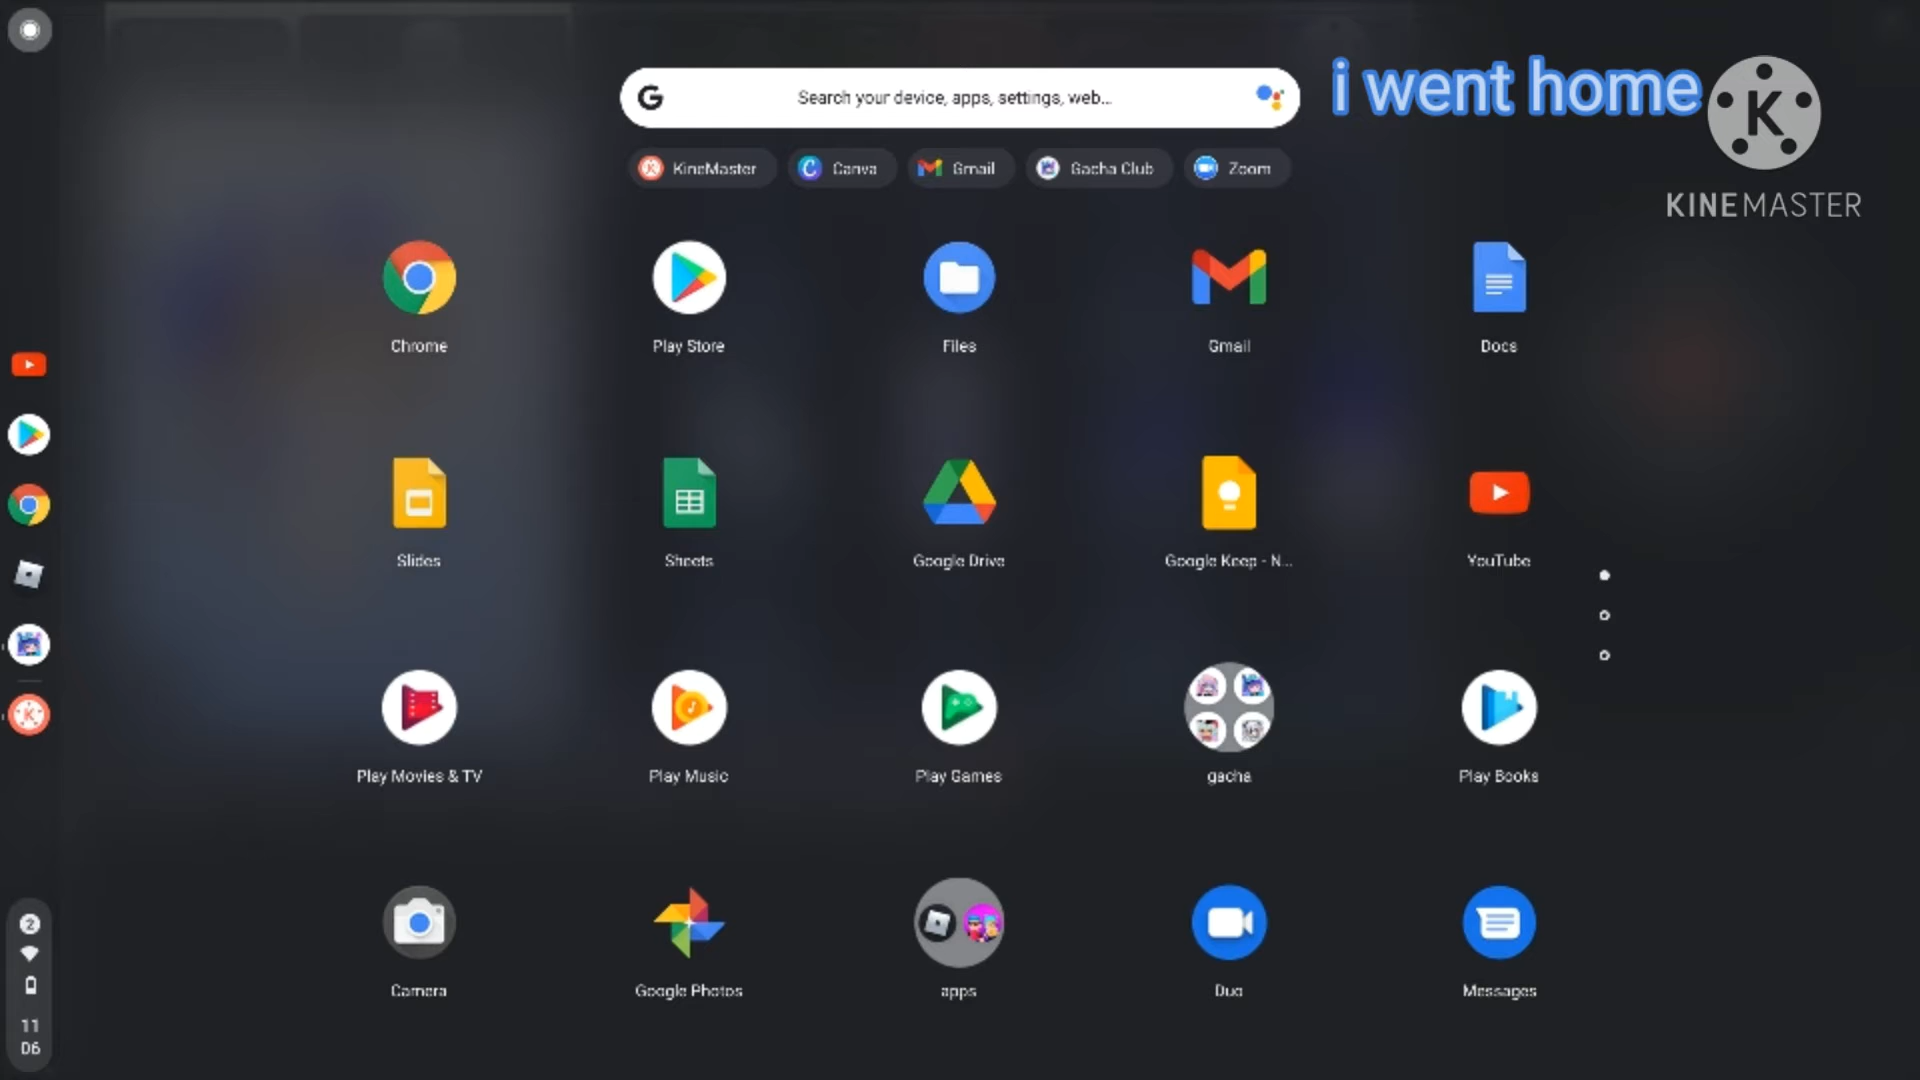 Search your device, apps, settings, web...
i went home
K
KINEMASTER
KineMaster
Canva
Gmail
Gacha Club
Zoom
Chrome
Play Store
Files
Gmail
Docs
Slides
Sheets
Google Drive
Google Keep - N...
YouTube
Play Movies & TV
Play Music
Play Games
gacha
Play Books
Camera
Google Photos
apps
Duo
Messages
2
11
06